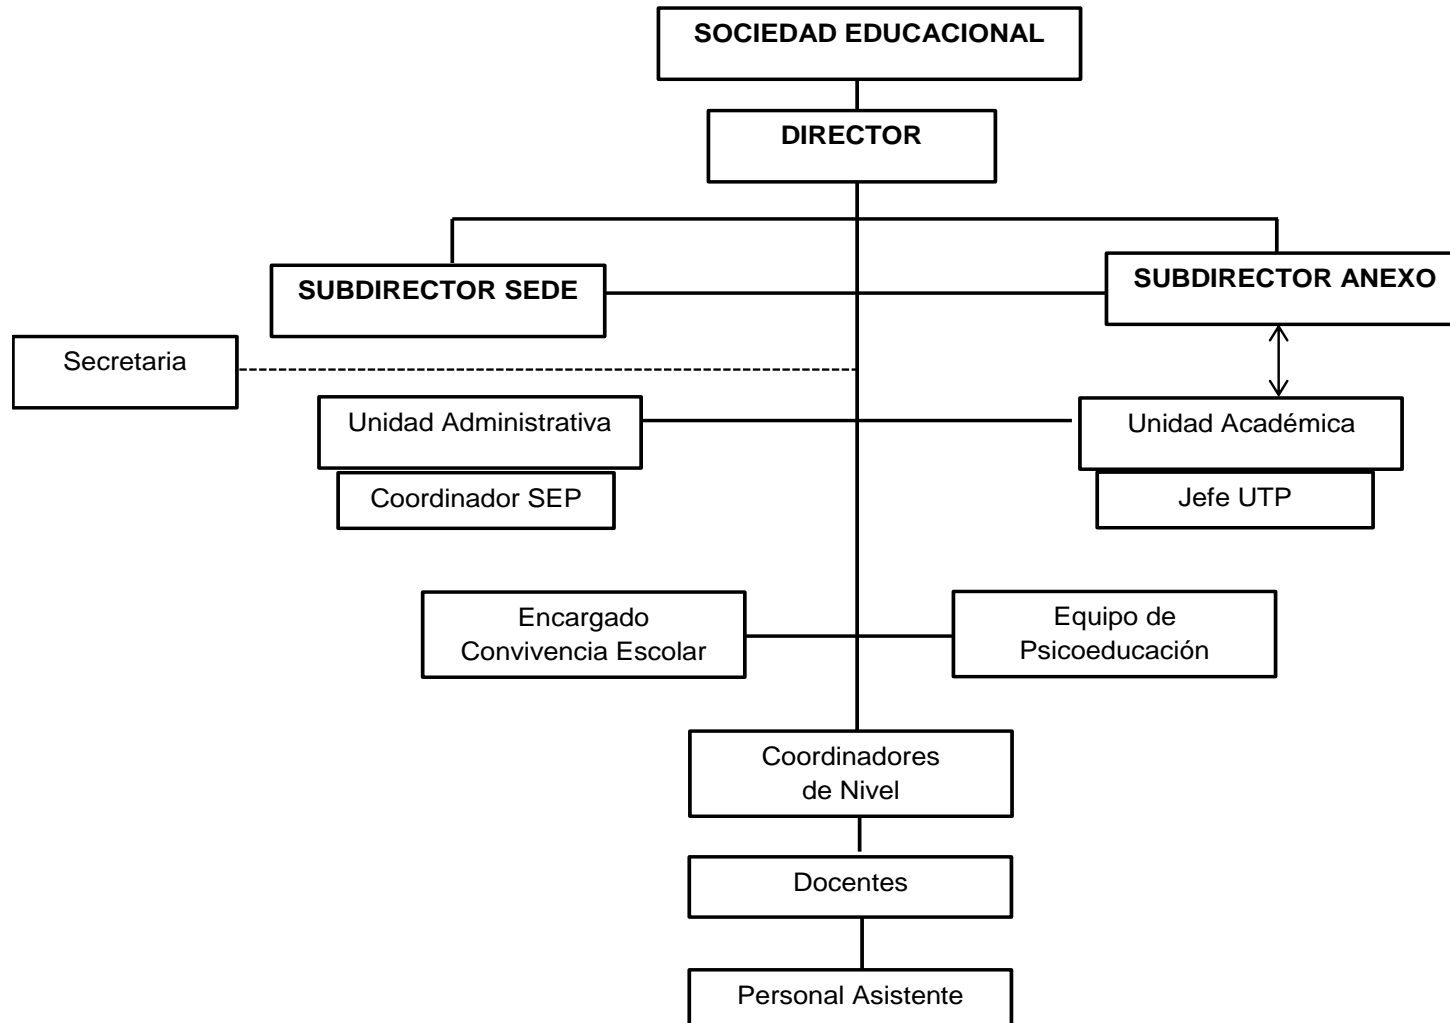 SOCIEDAD EDUCACIONAL
DIRECTOR
SUBDIRECTOR SEDE
SUBDIRECTOR ANEXO
Secretaria
Unidad Administrativa
Unidad Académica
Coordinador SEP
Jefe UTP
Encargado
Convivencia Escolar
Equipo de
Psicoeducación
Coordinadores
de Nivel
Docentes
Personal Asistente